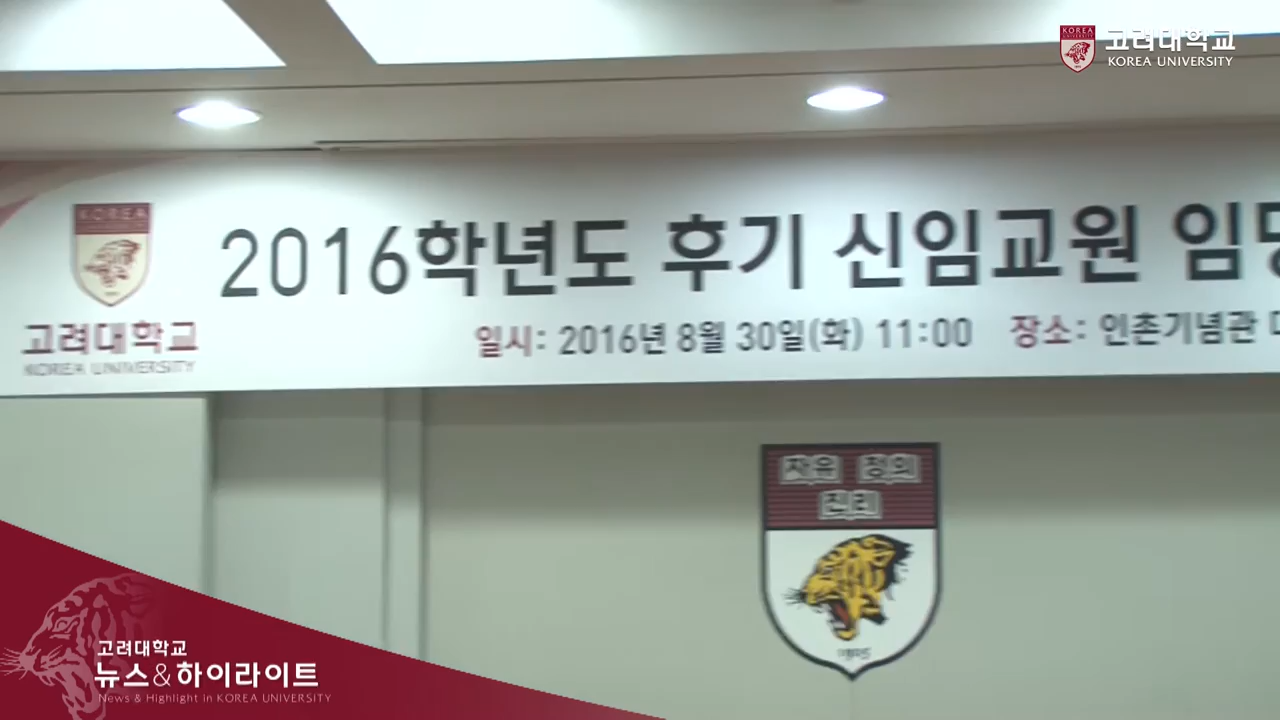 고려대학교
KOREA UNIVERSITY
KOREA
2016학년도 후기 신임교원
고려대학교
KOREA UNIVERSITY
일시: 2016년 8월 30일(화) 11:00 장소: 인촌기념관
자유 정의
진리
고려대학교
뉴스&하이라이트
News & Highlight in KOREA UNIVERSITY